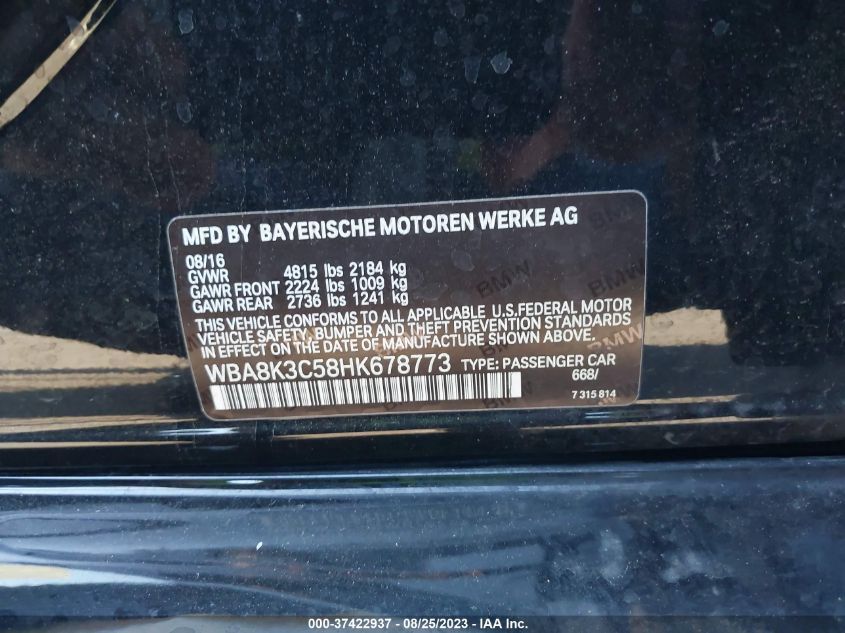 MFD BY BAYERISCHE MOTOREN WERKE AG
08/16
GVWR 4815 lbs 2184 kg
GAWR FRONT 2224 lbs 1009 kg
GAWR REAR 2736 lbs 1241 kg
THIS VEHICLE CONFORMS TO ALL APPLICABLE U.S.FEDERAL MOTOR
VEHICLE SAFETY, BUMPER AND THEFT PREVENTION STANDARDS
IN EFFECT ON THE DATE OF MANUFACTURE SHOWN ABOVE.
WBA8K3C58HK678773 TYPE: PASSENGER CAR
668/
7 315 814
BMW
BMW
000-37422937 - 08/25/2023 - IAA Inc.